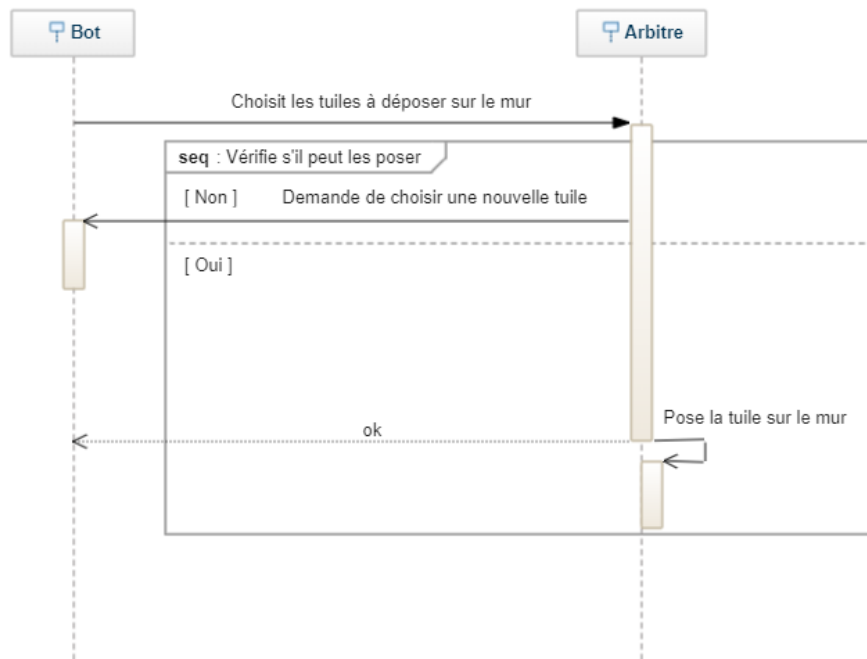 Bot
Arbitre
Choisit les tuiles à déposer sur le mur
seq : Vérifie s'il peut les poser
[ Non ] Demande de choisir une nouvelle tuile
[ Oui ]
Pose la tuile sur le mur
ok